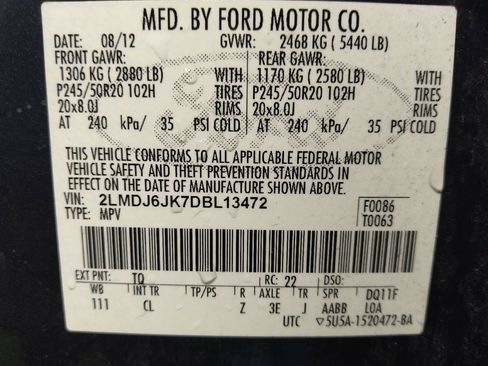 MFD. BY FORD MOTOR CO.
DATE: 08/12 GVWR: 2468 KG ( 5440 LB)
FRONT GAWR: REAR GAWR:
1306 KG ( 2880 LB) WITH 1170 KG ( 2580 LB) WITH
P245/50R20 102H TIRES P245/50R20 102H TIRES
20x8.0J RIMS 20x8.0J RIMS
AT 240 kPa/ 35 PSI COLD AT 240 kPa/ 35 PSI COLD
THIS VEHICLE CONFORMS TO ALL APPLICABLE FEDERAL MOTOR
VEHICLE SAFETY AND THEFT PREVENTION STANDARDS IN
EFFECT ON THE DATE OF MANUFACTURE SHOWN ABOVE.
VIN: 2LMDJ6JK7DBL13472 F0086
TYPE: MPV T0063
EXT PNT: TQ RC: 22 DSO:
WB INT TR TP/PS R AXLE TR SPR DQ11F
111 CL Z 3E J AABB LOA
UTC ▽5U5A-1520472-BA